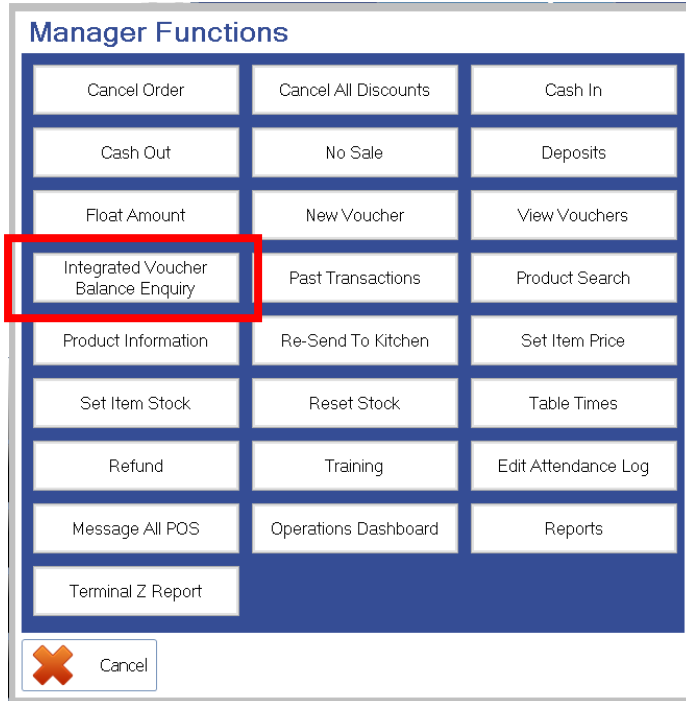 Manager Functions
Cancel Order
Cancel All Discounts
Cash In
Cash Out
No Sale
Deposits
Float Amount
New Voucher
View Vouchers
Integrated Voucher
Balance Enquiry
Past Transactions
Product Search
Product Information
Re-Send To Kitchen
Set Item Price
Set Item Stock
Reset Stock
Table Times
Refund
Training
Edit Attendance Log
Message All POS
Operations Dashboard
Reports
Terminal Z Report
Cancel